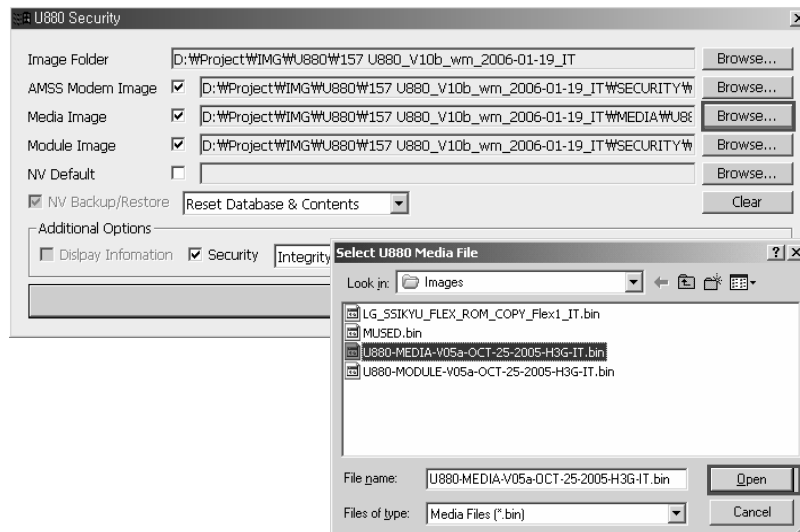 U880 Security
Image Folder D:₩Project₩IMG₩U880₩157 U880_V10b_wm_2006-01-19_IT Browse...
AMSS Modem Image D:₩Project₩IMG₩U880₩157 U880_V10b_wm_2006-01-19_IT₩SECURITY₩ Browse...
Media Image D:₩Project₩IMG₩U880₩157 U880_V10b_wm_2006-01-19_IT₩MEDIA₩U88 Browse...
Module Image D:₩Project₩IMG₩U880₩157 U880_V10b_wm_2006-01-19_IT₩SECURITY₩ Browse...
NV Default Browse...
NV Backup/Restore Reset Database & Contents Clear
Additional Options
Dislpay Infomation Security Integrity
Select U880 Media File
Look in: Images
LG_SSIKYU_FLEX_ROM_COPY_Flex1_IT.bin
MUSED.bin
U880-MEDIA-V05a-OCT-25-2005-H3G-IT.bin
U880-MODULE-V05a-OCT-25-2005-H3G-IT.bin
File name: U880-MEDIA-V05a-OCT-25-2005-H3G-IT.bin Open
Files of type: Media Files (*.bin) Cancel